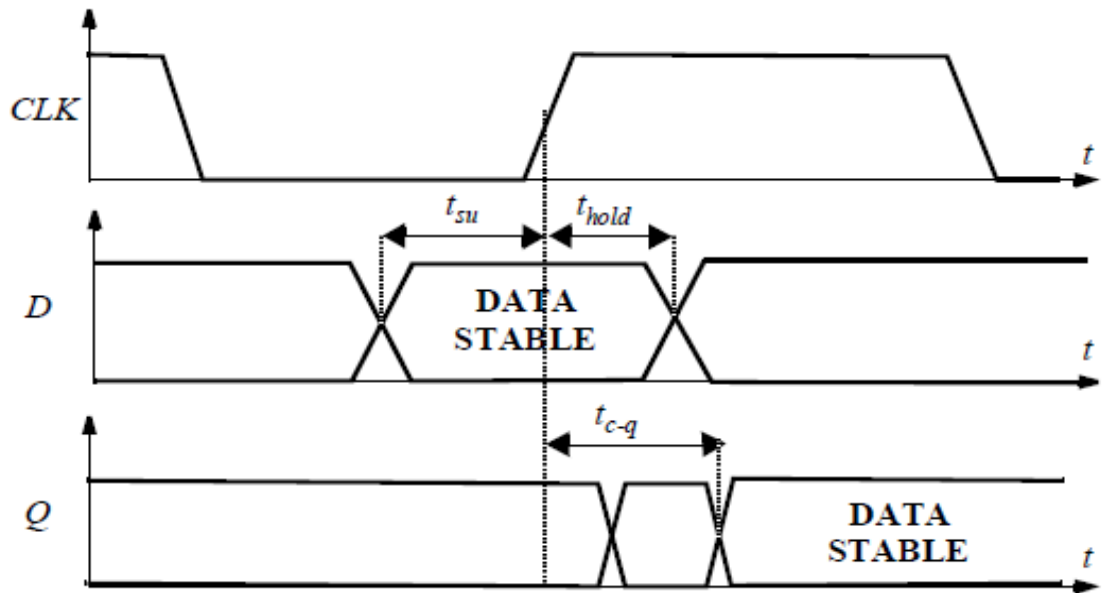 CLK
t
t_su
t_hold
D
DATA
STABLE
t
t_c-q
Q
DATA
STABLE
t